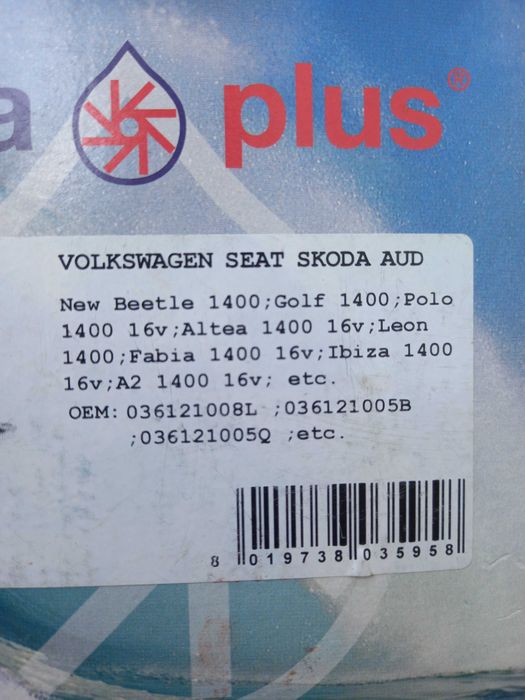 a plus®
VOLKSWAGEN SEAT SKODA AUD
New Beetle 1400;Golf 1400;Polo
1400 16v;Altea 1400 16v;Leon
1400;Fabia 1400 16v;Ibiza 1400
16v;A2 1400 16v; etc.
OEM: 036121008L ;036121005B
;036121005Q ;etc.
8 019738 035958